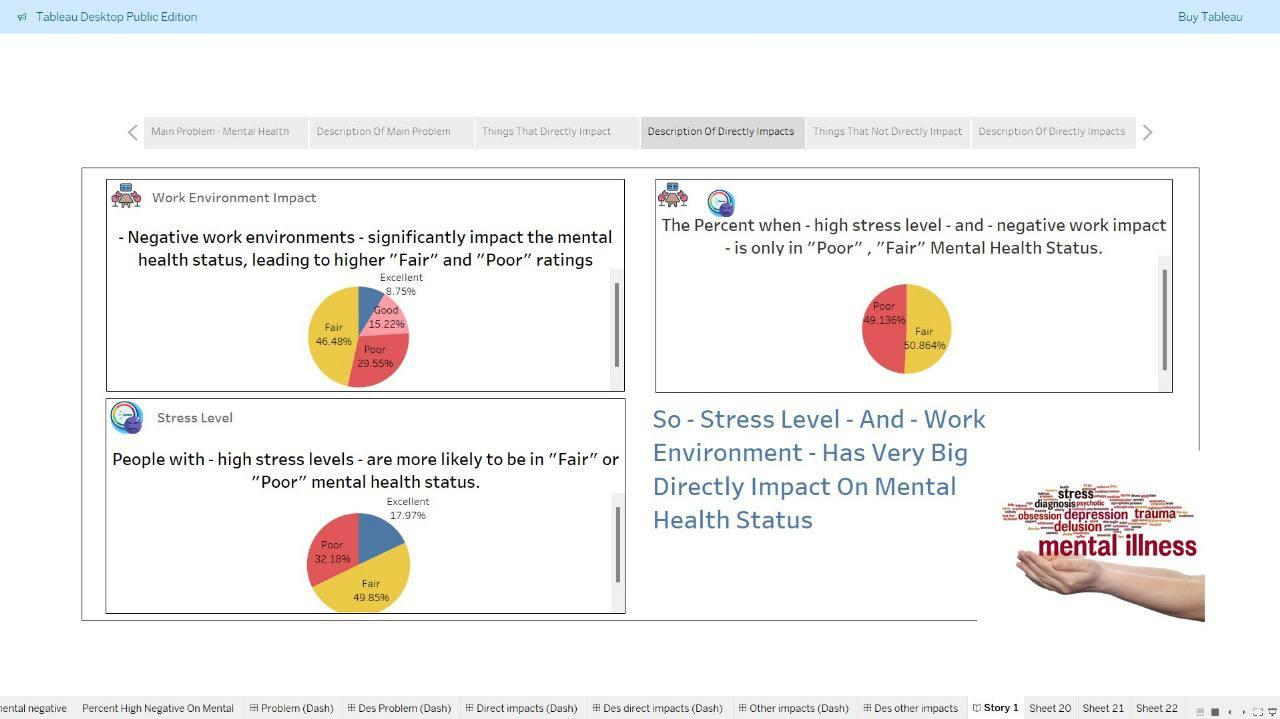 Tableau Desktop Public Edition
Buy Tableau
Main Problem - Mental Health
Description Of Main Problem
Things That Directly Impact
Description Of Directly Impacts
Things That Not Directly Impact
Description Of Directly Impacts
Work Environment Impact
- Negative work environments - significantly impact the mental
health status, leading to higher "Fair" and "Poor" ratings
Excellent
8.75%
Good
15.22%
Fair
46.48%
Poor
29.55%
The Percent when - high stress level - and - negative work impact
- is only in "Poor" , "Fair" Mental Health Status.
Poor
49.136%
Fair
50.864%
Stress Level
People with - high stress levels - are more likely to be in "Fair" or
"Poor" mental health status.
Excellent
17.97%
Poor
32.18%
Fair
49.85%
So - Stress Level - And - Work
Environment - Has Very Big
Directly Impact On Mental
Health Status
stress
diagnosis psychotic
obsession depression trauma
delusion
mental illness
mental negative
Percent High Negative On Mental
Problem (Dash)
Des Problem (Dash)
Direct impacts (Dash)
Des direct impacts (Dash)
Other impacts (Dash)
Des other impacts
Story 1
Sheet 20
Sheet 21
Sheet 22